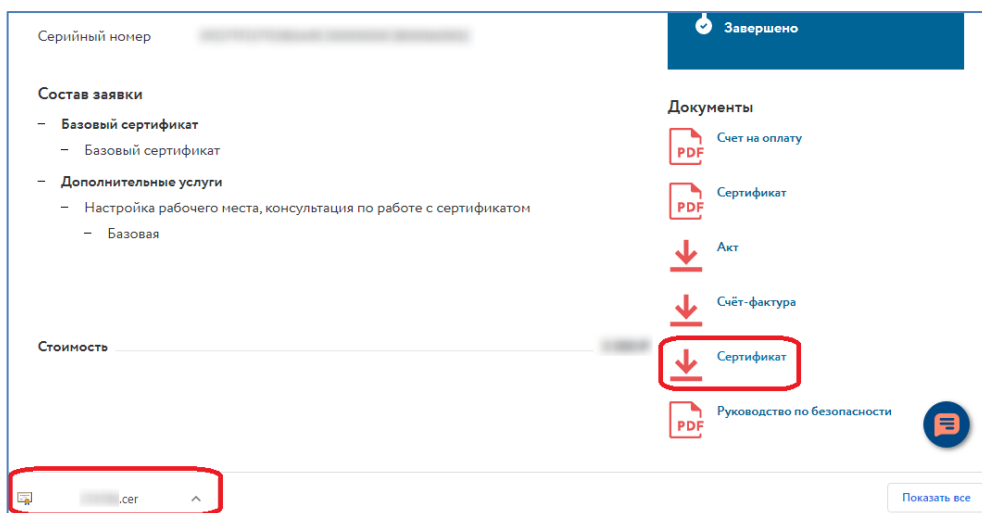 Серийный номер
Состав заявки
– Базовый сертификат
– Базовый сертификат
– Дополнительные услуги
– Настройка рабочего места, консультация по работе с сертификатом
– Базовая
Стоимость
Завершено
Документы
PDF Счет на оплату
PDF Сертификат
Акт
Счёт-фактура
Сертификат
PDF Руководство по безопасности
.cer
Показать все